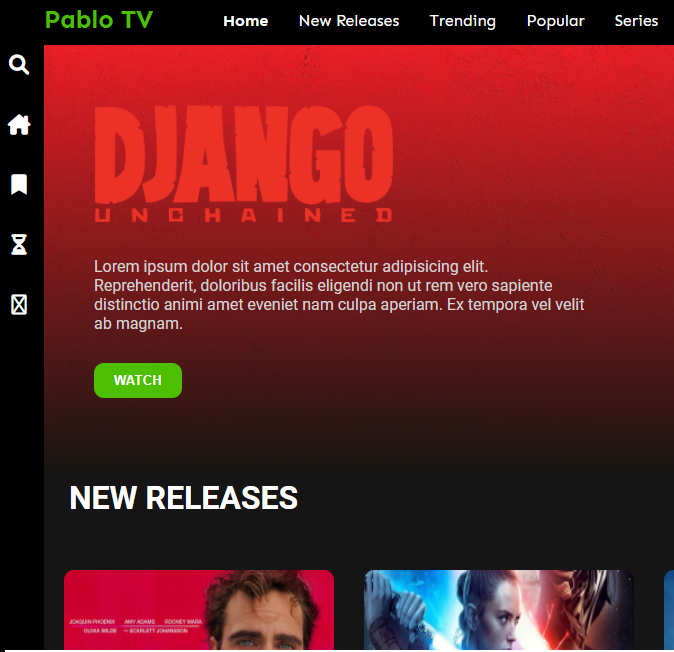 Pablo TV
Home New Releases Trending Popular Series
DJANGO
UNCHAINED
Lorem ipsum dolor sit amet consectetur adipisicing elit.
Reprehenderit, doloribus facilis eligendi non ut rem vero sapiente
distinctio animi amet eveniet nam culpa aperiam. Ex tempora vel velit
ab magnam.
WATCH
NEW RELEASES
JOAQUIN PHOENIX AMY ADAMS ROONEY MARA
OLIVIA WILDE AND SCARLETT JOHANSSON